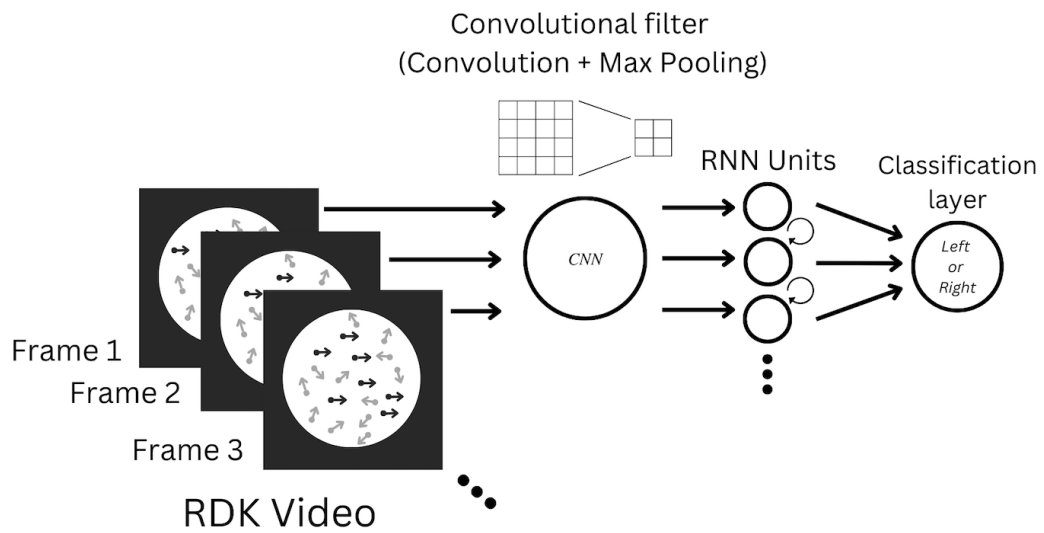 Convolutional filter
(Convolution + Max Pooling)
RNN Units
Classification
layer
CNN
Left
or
Right
Frame 1
Frame 2
Frame 3
RDK Video